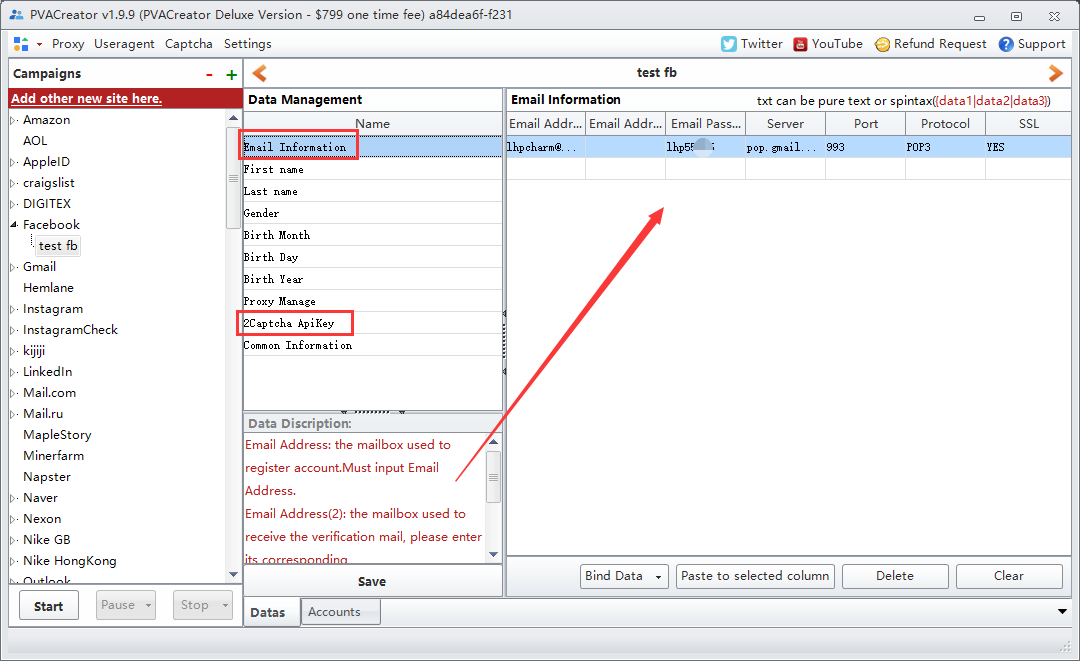 PVACreator v1.9.9 (PVACreator Deluxe Version - $799 one time fee) a84dea6f-f231
Proxy Useragent Captcha Settings Twitter YouTube Refund Request Support
Campaigns - +
test fb
Add other new site here.
Amazon
AOL
AppleID
craigslist
DIGITEX
Facebook
test fb
Gmail
Hemlane
Instagram
InstagramCheck
kijiji
LinkedIn
Mail.com
Mail.ru
MapleStory
Minerfarm
Napster
Naver
Nexon
Nike GB
Nike HongKong
Outlook
Start Pause Stop
Data Management
Name
Email Information
First name
Last name
Gender
Birth Month
Birth Day
Birth Year
Proxy Manage
2Captcha ApiKey
Common Information
Data Discription:
Email Address: the mailbox used to
register account.Must input Email
Address.
Email Address(2): the mailbox used to
receive the verification mail, please enter
its corresponding
Save
Datas Accounts
Email Information txt can be pure text or spintax({data1|data2|data3})
Email Addr... Email Addr... Email Pass... Server Port Protocol SSL
lhpcharm@... pop.gmail... 993 POP3 YES
Bind Data Paste to selected column Delete Clear